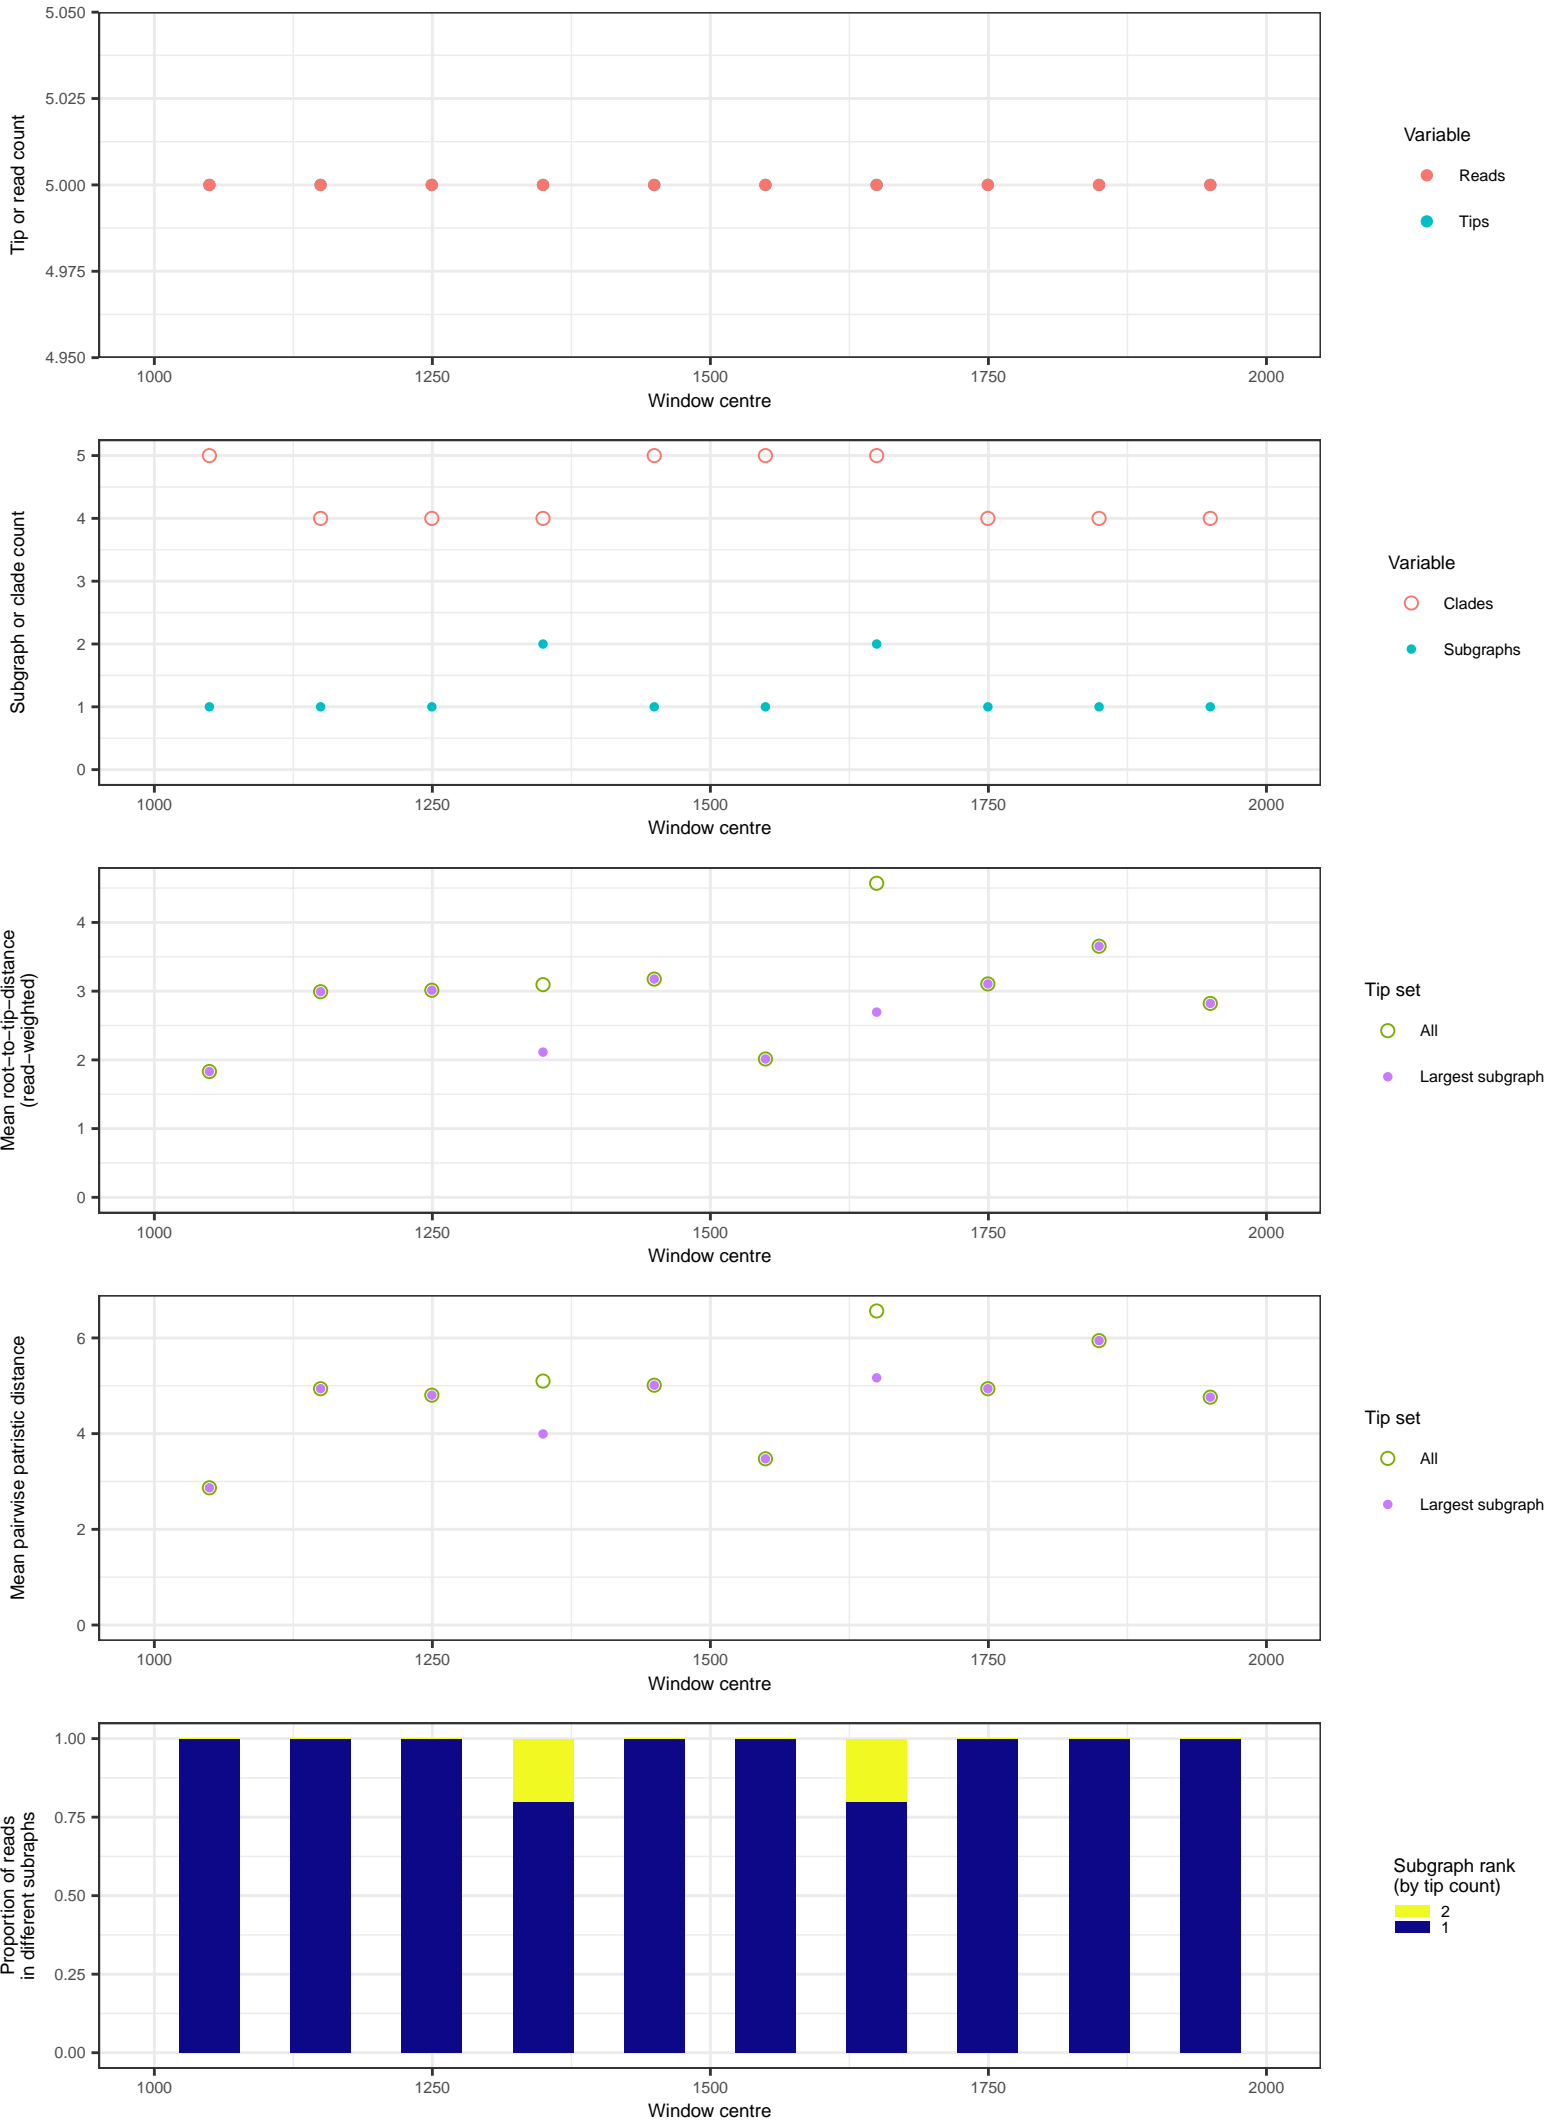 5.050
5.025
5.000
4.975
4.950
Tip or read count
1000 1250 1500 1750 2000
Window centre
Variable
Reads
Tips
5
4
3
2
1
0
Subgraph or clade count
1000 1250 1500 1750 2000
Window centre
Variable
Clades
Subgraphs
4
3
2
1
0
Mean root−to−tip−distance
(read−weighted)
1000 1250 1500 1750 2000
Window centre
Tip set
All
Largest subgraph
6
4
2
0
Mean pairwise patristic distance
1000 1250 1500 1750 2000
Window centre
Tip set
All
Largest subgraph
1.00
0.75
0.50
0.25
0.00
Proportion of reads
in different subraphs
1000 1250 1500 1750 2000
Window centre
Subgraph rank
(by tip count)
2
1